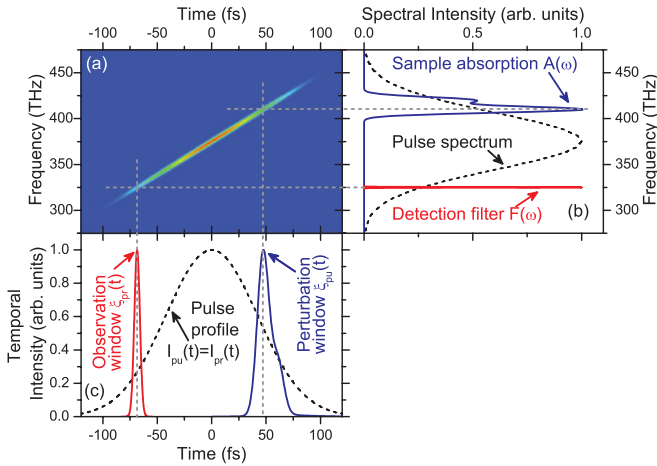 Time (fs)
-100 -50 0 50 100
Spectral Intensity (arb. units)
0.0 0.5 1.0
(a)
Frequency (THz)
450
400
350
300
Sample absorption A(ω)
Pulse spectrum
Detection filter F(ω)
(b)
450
400
350
300
Frequency (THz)
Temporal
Intensity (arb. units)
1.0
0.8
0.6
0.4
0.2
0.0
Observation
window ξpr(t)
Pulse
profile
Ipu(t)=Ipr(t)
Perturbation
window ξpu(t)
(c)
-100 -50 0 50 100
Time (fs)